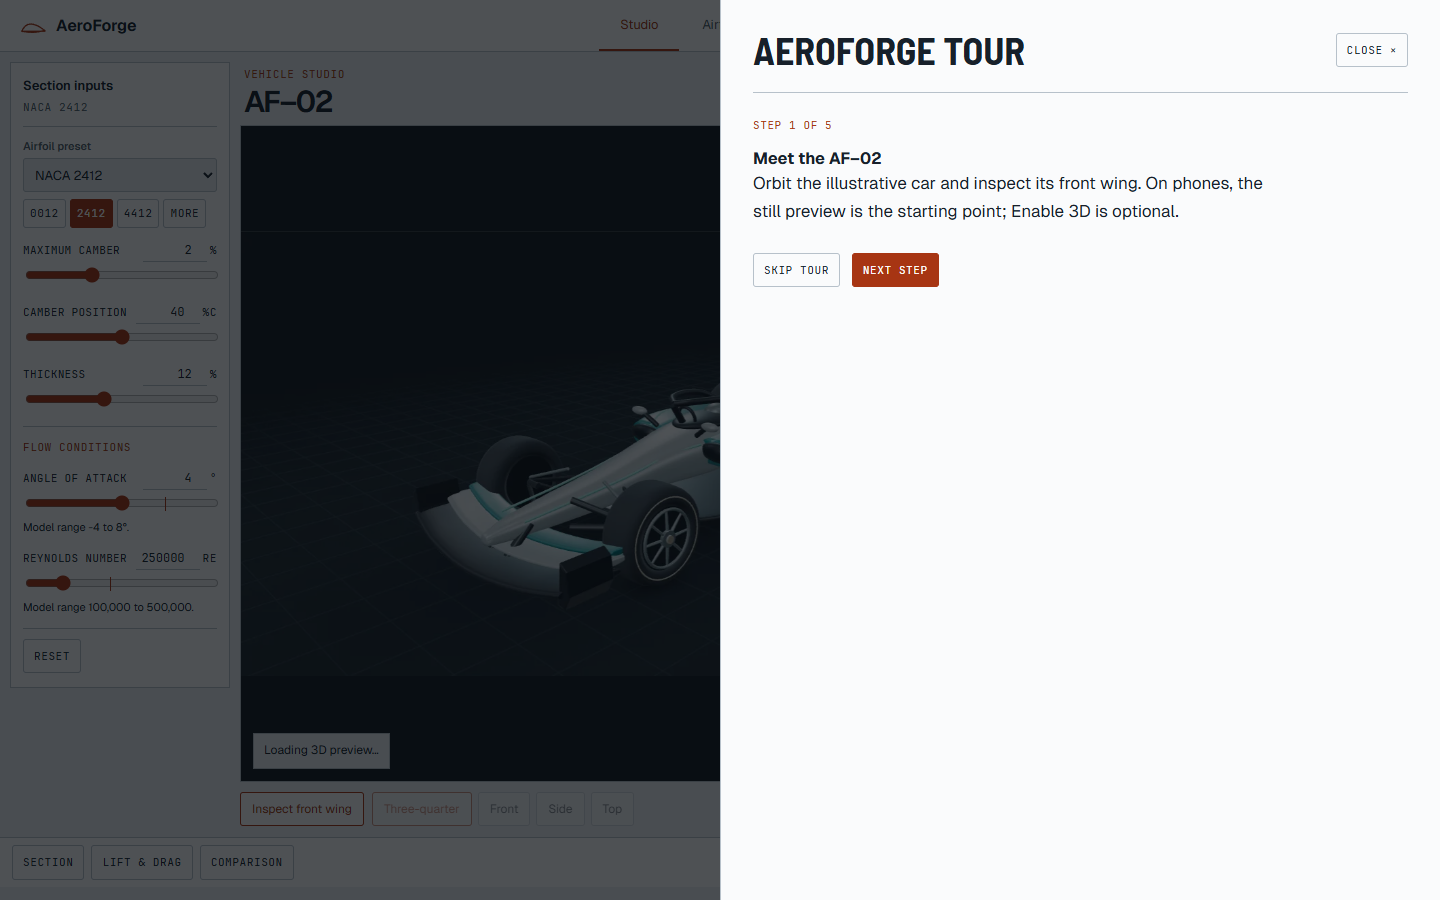 AeroForge
Studio
Air
Section inputs
NACA 2412
Airfoil preset
NACA 2412
0012 2412 4412 MORE
MAXIMUM CAMBER 2 %
CAMBER POSITION 40 %C
THICKNESS 12 %
FLOW CONDITIONS
ANGLE OF ATTACK 4 °
Model range -4 to 8°.
REYNOLDS NUMBER 250000 RE
Model range 100,000 to 500,000.
RESET
VEHICLE STUDIO
AF–02
Loading 3D preview…
Inspect front wing Three-quarter Front Side Top
SECTION LIFT & DRAG COMPARISON
AEROFORGE TOUR
CLOSE ×
STEP 1 OF 5
Meet the AF–02
Orbit the illustrative car and inspect its front wing. On phones, the
still preview is the starting point; Enable 3D is optional.
SKIP TOUR NEXT STEP